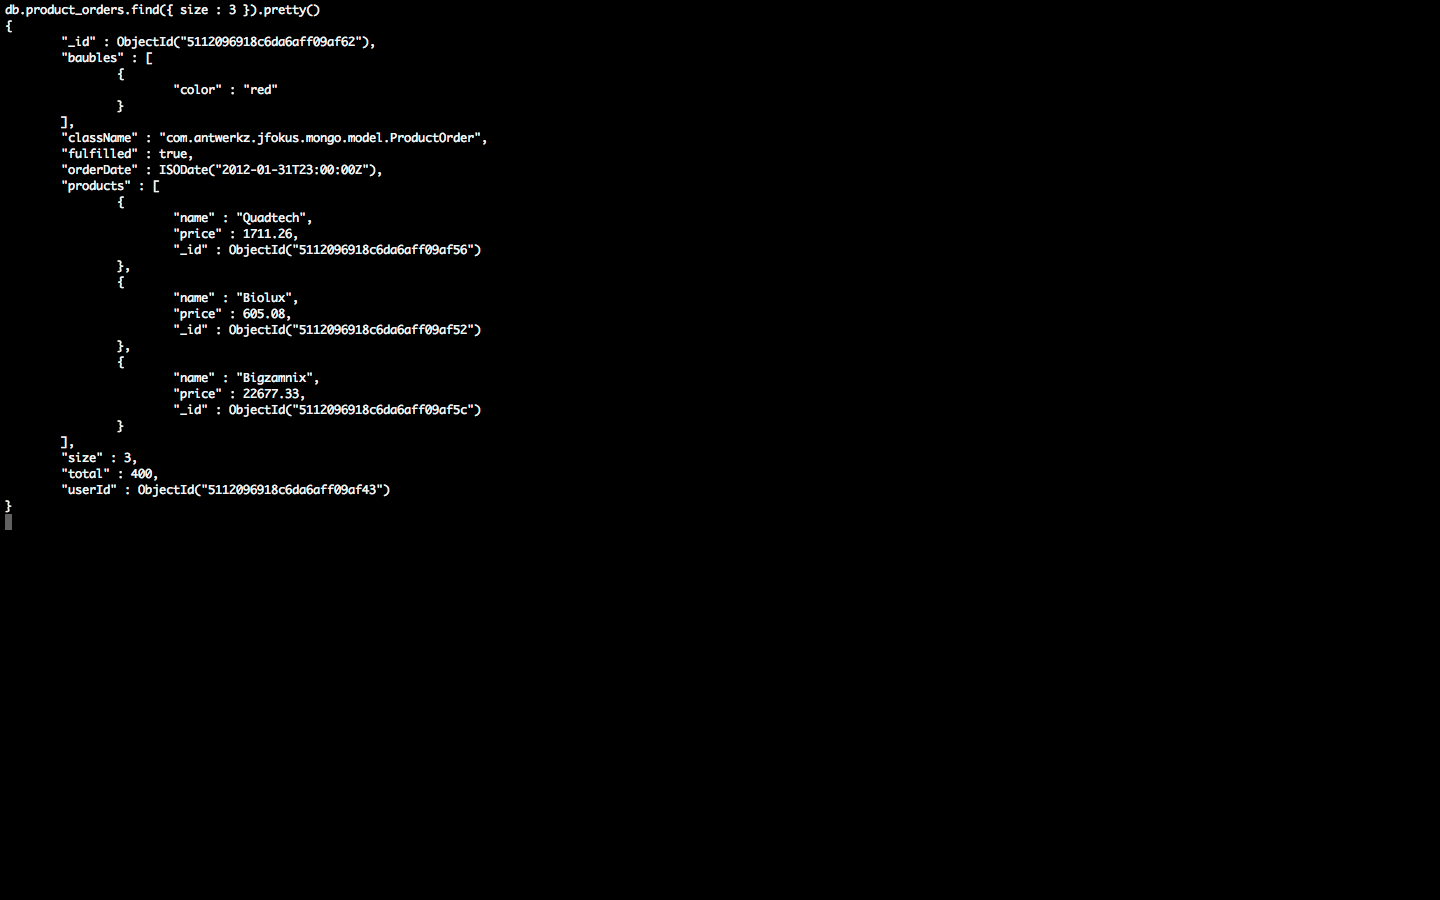 db.product_orders.find({ size : 3 }).pretty()
{
        "_id" : ObjectId("5112096918c6da6aff09af62"),
        "baubles" : [
                {
                        "color" : "red"
                }
        ],
        "className" : "com.antwerkz.jfokus.mongo.model.ProductOrder",
        "fulfilled" : true,
        "orderDate" : ISODate("2012-01-31T23:00:00Z"),
        "products" : [
                {
                        "name" : "Quadtech",
                        "price" : 1711.26,
                        "_id" : ObjectId("5112096918c6da6aff09af56")
                },
                {
                        "name" : "Biolux",
                        "price" : 605.08,
                        "_id" : ObjectId("5112096918c6da6aff09af52")
                },
                {
                        "name" : "Bigzamnix",
                        "price" : 22677.33,
                        "_id" : ObjectId("5112096918c6da6aff09af5c")
                }
        ],
        "size" : 3,
        "total" : 400,
        "userId" : ObjectId("5112096918c6da6aff09af43")
}